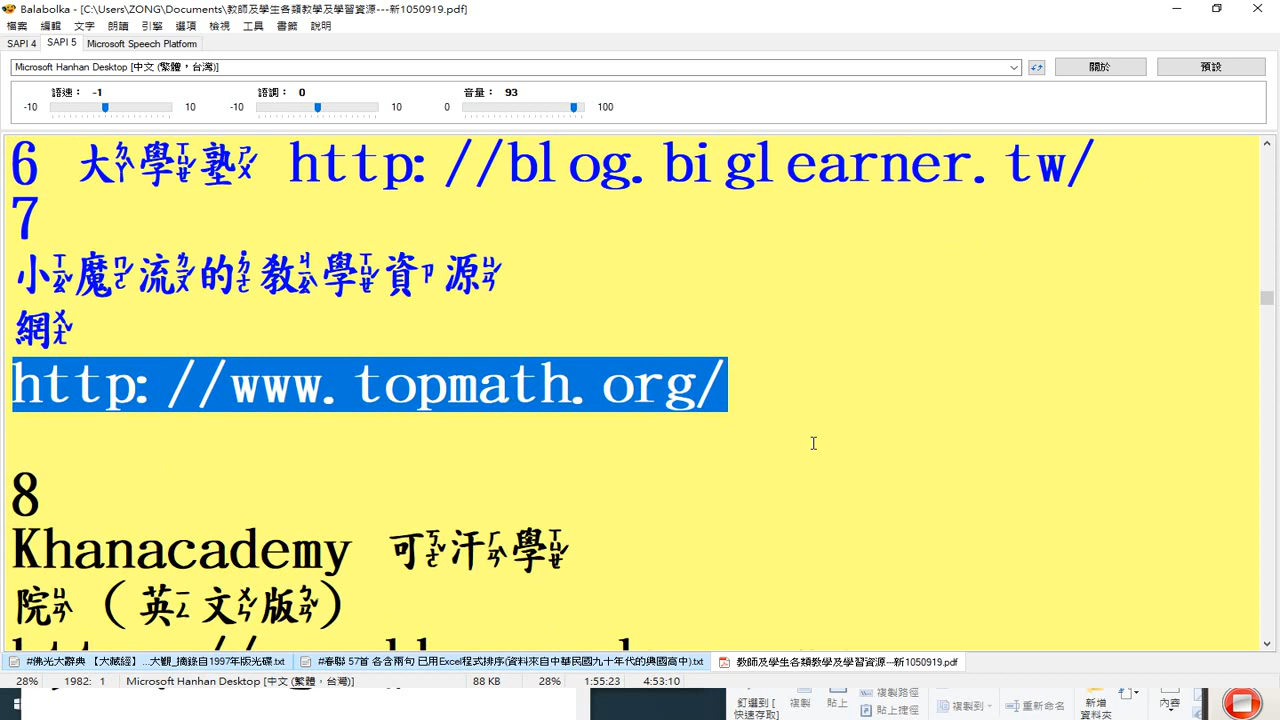 Balabolka - [C:\Users\ZONG\Documents\教師及學生各類教學及學習資源---新1050919.pdf]
檔案 編輯 文字 朗讀 引擎 選項 檢視 工具 書籤 說明
SAPI 4 SAPI 5 Microsoft Speech Platform
Microsoft Hanhan Desktop [中文 (繁體，台灣)]
關於 預設
語速： -1 語調： 0 音量： 93
-10 10 -10 10 0 100
6 大學塾 http://blog.biglearner.tw/
7
小魔流的教學資源
網
http://www.topmath.org/
8
Khanacademy 可汗學
院（英文版）
#佛光大辭典 【大藏經】...大觀_摘錄自1997年版光碟.txt #春聯 57首 各含兩句 已用Excel程式排序(資料來自中華民國九十年代的興國高中).txt 教師及學生各類教學及學習資源---新1050919.pdf
28% 1982: 1 Microsoft Hanhan Desktop [中文 (繁體，台灣)] 88 KB 28% 1:55:23 4:53:10
釘選到 [ 複製 貼上 複製路徑 新增 內容
快速存取] 貼上捷徑 複製到 重新命名 資料夾